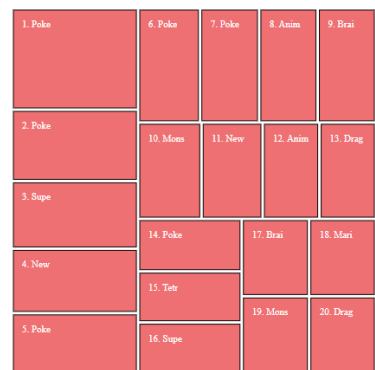 1. Poke
2. Poke
3. Supe
4. New
5. Poke
6. Poke
7. Poke
8. Anim
9. Brai
10. Mons
11. New
12. Anim
13. Drag
14. Poke
15. Tetr
16. Supe
17. Brai
18. Mari
19. Mons
20. Drag